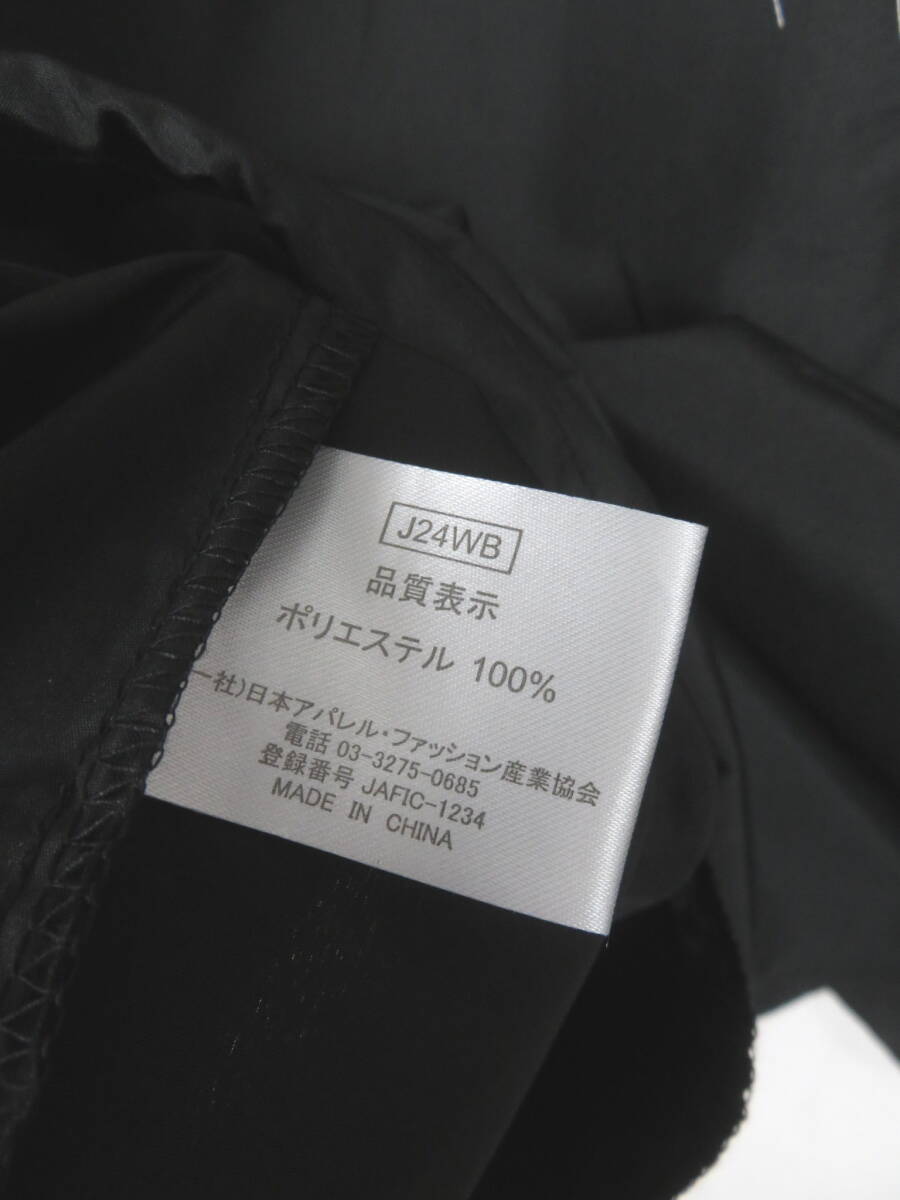 J24WB
品質表示
ポリエステル 100%
一社)日本アパレル・ファッション産業協会
電話 03-3275-0685
登録番号 JAFIC-1234
MADE IN CHINA